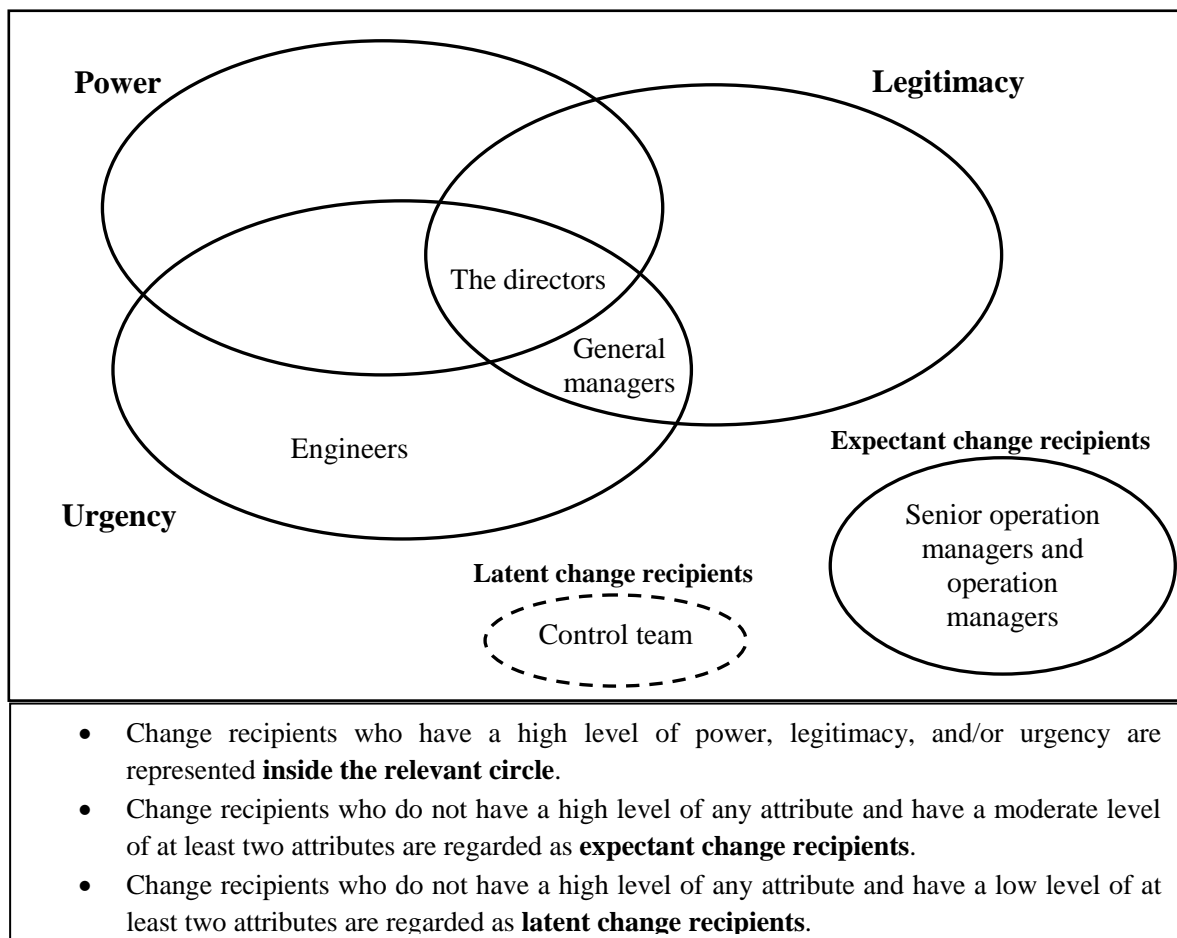 Power
Legitimacy
The directors
General
managers
Engineers
Expectant change recipients
Urgency
Senior operation
managers and
operation
managers
Latent change recipients
Control team
• Change recipients who have a high level of power, legitimacy, and/or urgency are
represented inside the relevant circle.
• Change recipients who do not have a high level of any attribute and have a moderate level
of at least two attributes are regarded as expectant change recipients.
• Change recipients who do not have a high level of any attribute and have a low level of at
least two attributes are regarded as latent change recipients.